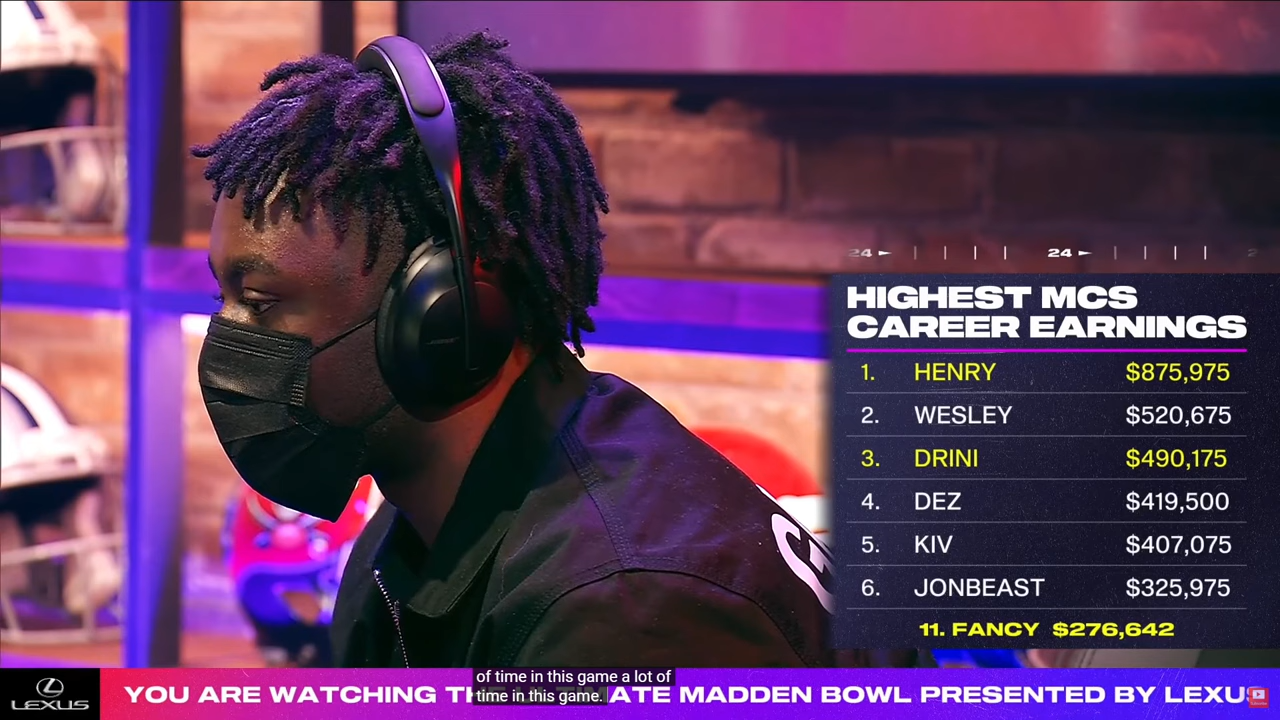 24
24
2
HIGHEST MCS
CAREER EARNINGS
1. HENRY $875,975
2. WESLEY $520,675
3. DRINI $490,175
4. DEZ $419,500
5. KIV $407,075
6. JONBEAST $325,975
11. FANCY $276,642
of time in this game a lot of
time in this game.
LEXUS
YOU ARE WATCHING TH ATE MADDEN BOWL PRESENTED BY LEXUS